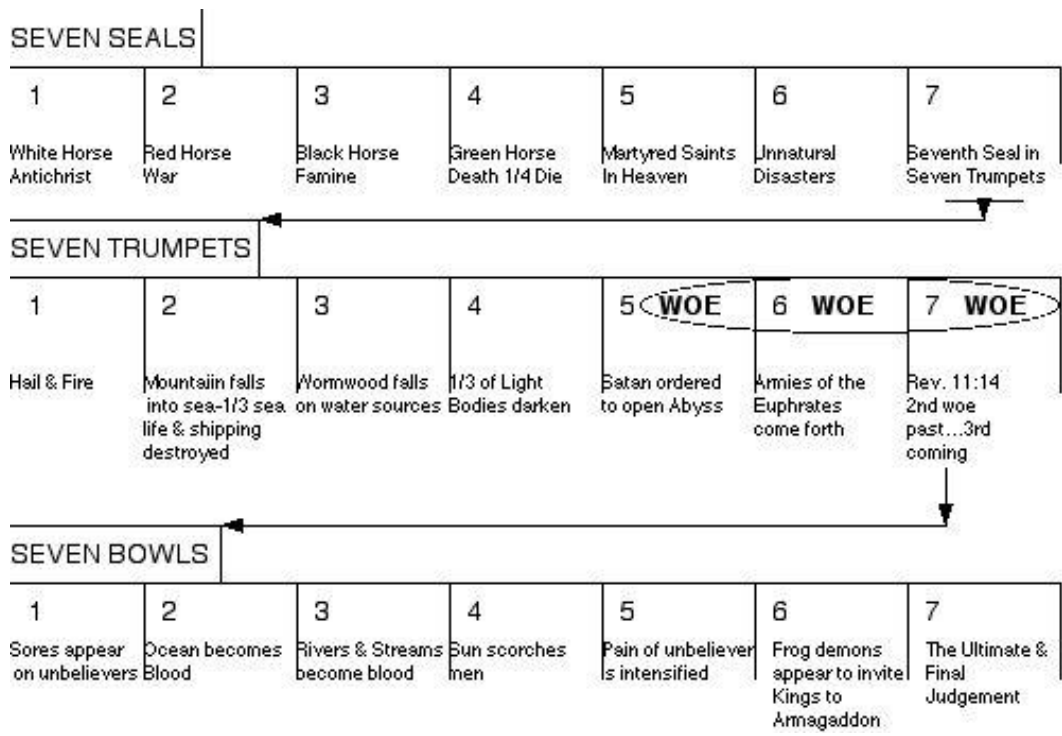 SEVEN SEALS
1 2 3 4 5 6 7
White Horse Red Horse Black Horse Green Horse Martyred Saints Unnatural Seventh Seal in
Antichrist War Famine Death 1/4 Die In Heaven Disasters Seven Trumpets
SEVEN TRUMPETS
1 2 3 4 5 WOE 6 WOE 7 WOE
Hail & Fire Mountiain falls Wormwood falls 1/3 of Light Satan ordered Armies of the Rev. 11:14
into sea-1/3 sea on water sources Bodies darken to open Abyss Euphrates 2nd woe
life & shipping come forth past...3rd
destroyed coming
SEVEN BOWLS
1 2 3 4 5 6 7
Sores appear Ocean becomes Rivers & Streams Sun scorches Pain of unbeliever Frog demons The Ultimate &
on unbelievers Blood become blood men is intensified appear to invite Final
Kings to Judgement
Armagaddon